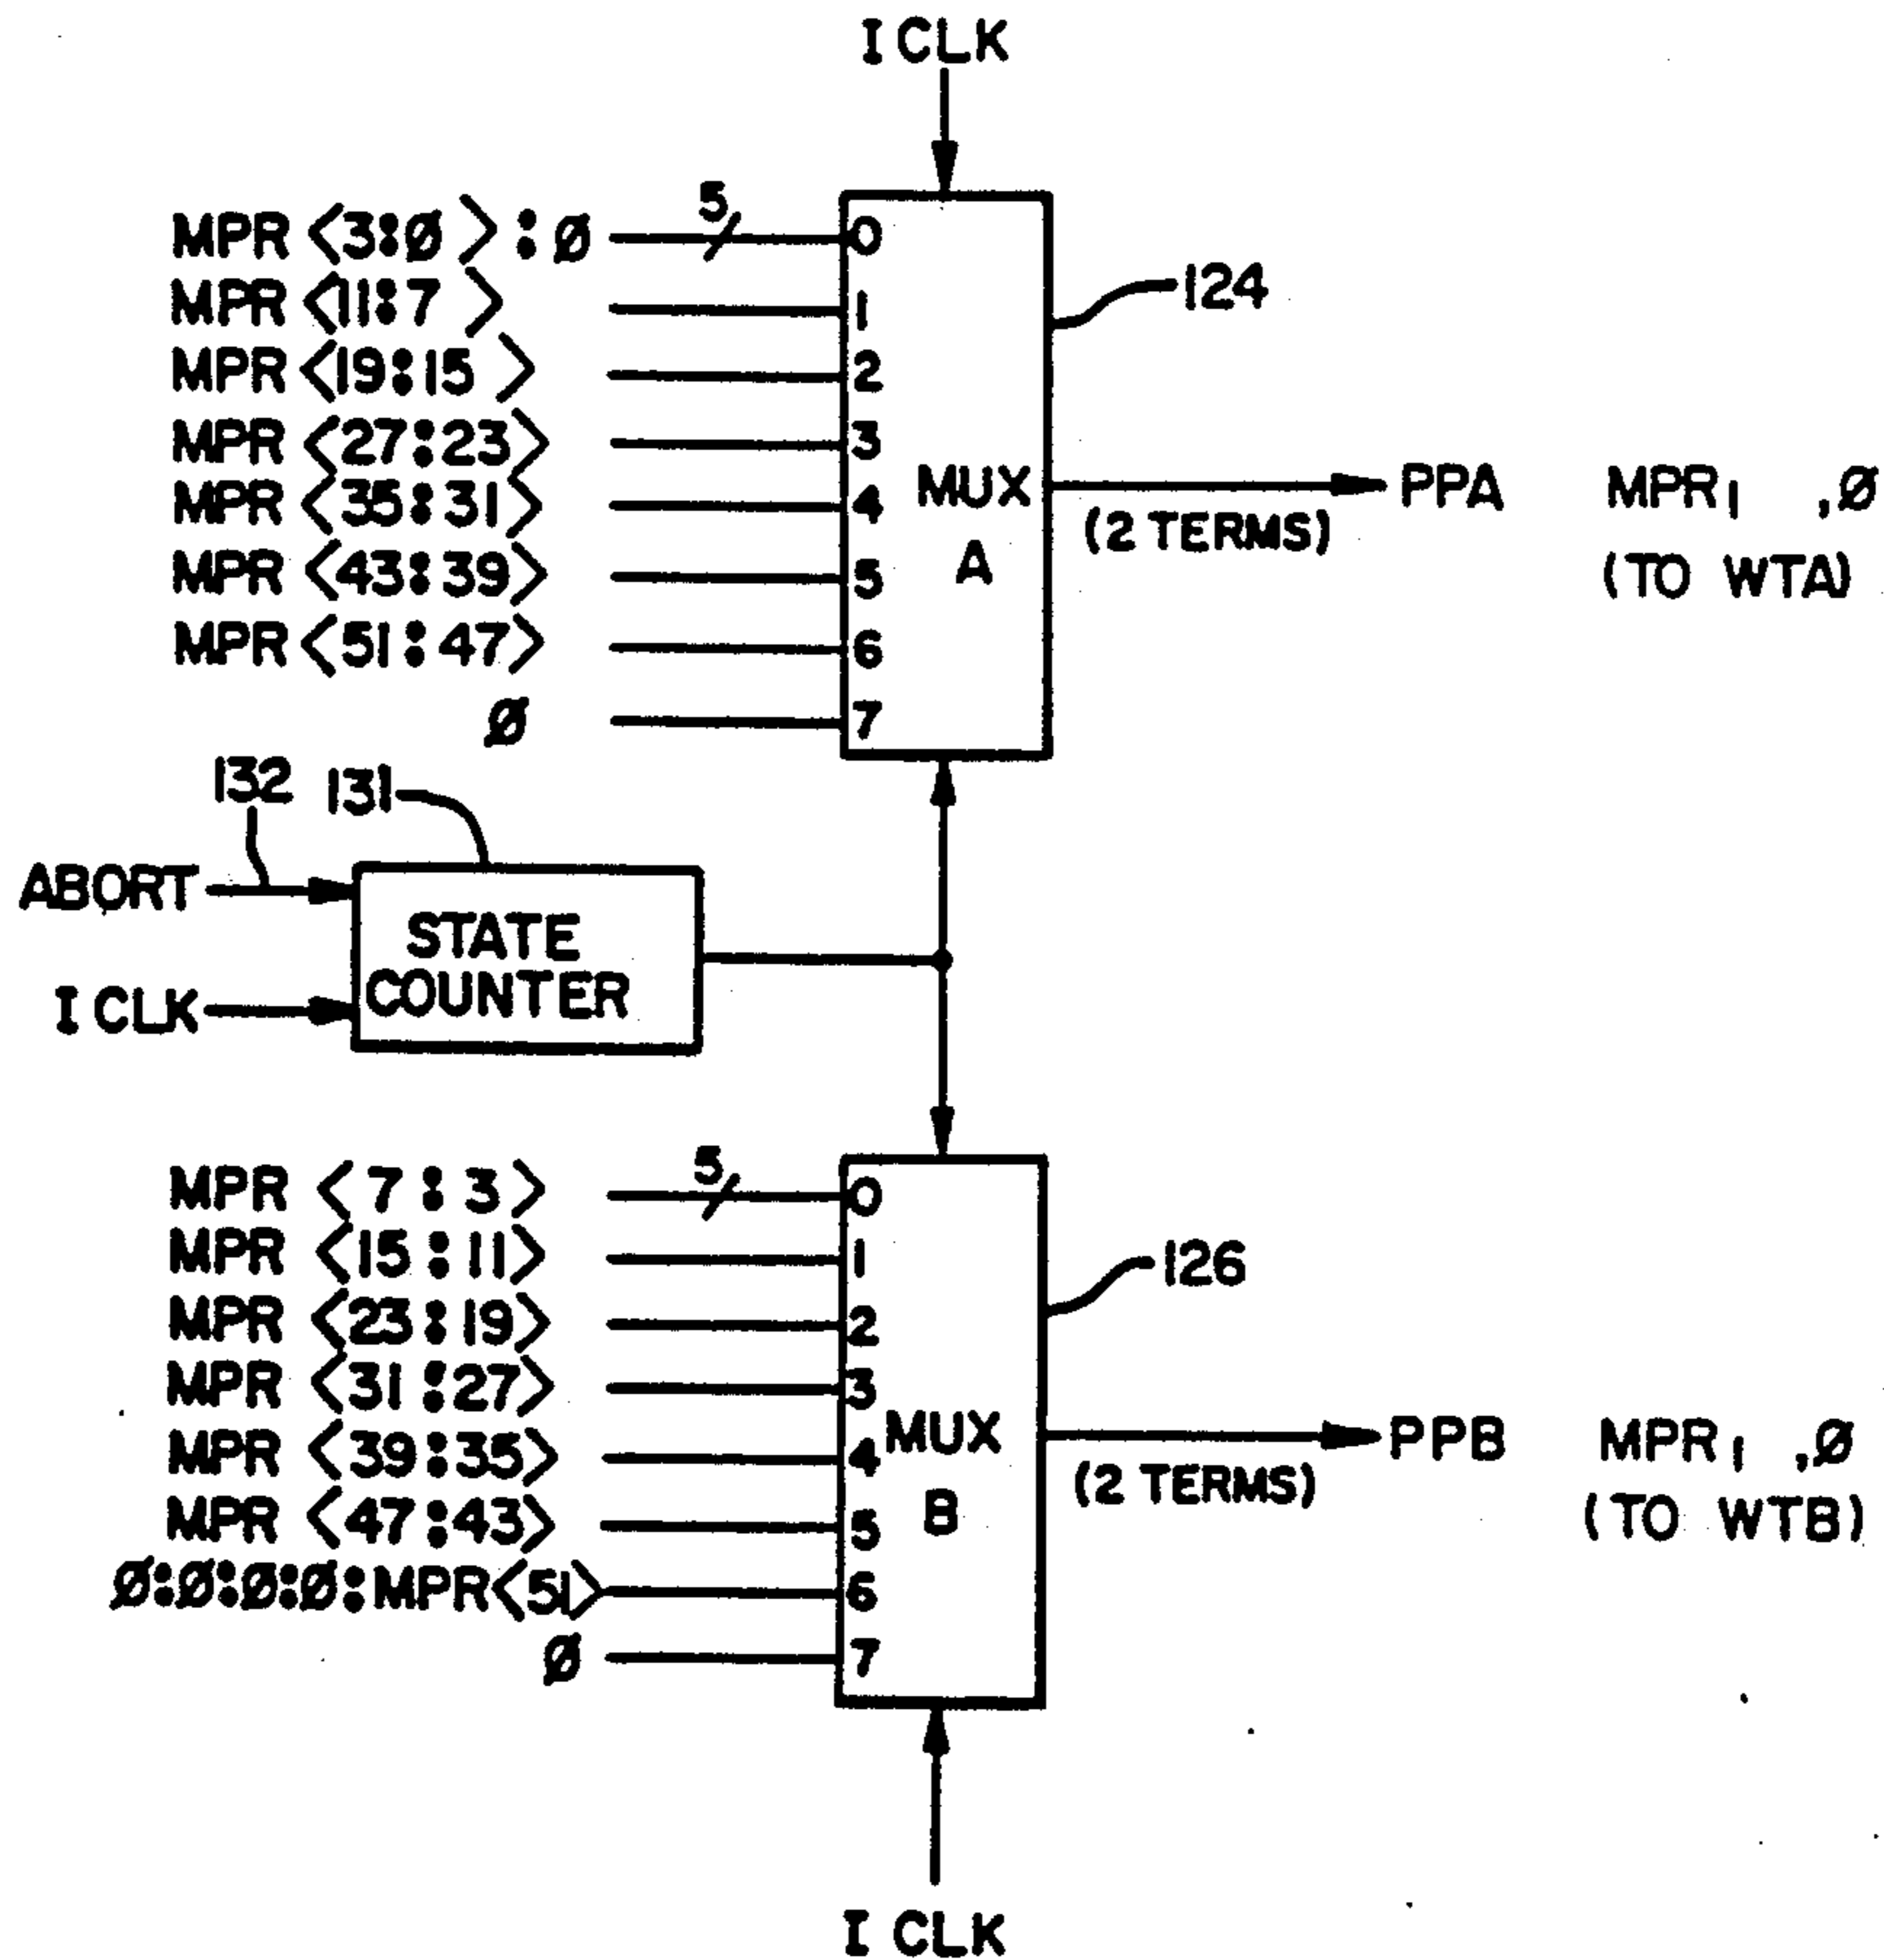 I CLK
MPR <3:Ø>:Ø
5
0
MPR <11:7>
1
124
MPR <19:15>
2
MPR <27:23>
3
MPR <35:31>
4
MUX
A
PPA
MPR1 ,Ø
(2 TERMS)
(TO WTA)
MPR <43:39>
5
MPR <51:47>
6
Ø
7
132
131
ABORT
STATE
COUNTER
I CLK
MPR <7:3>
5
0
MPR <15:11>
1
126
MPR <23:19>
2
MPR <31:27>
3
MPR <39:35>
4
MUX
B
PPB
MPR1 ,Ø
(2 TERMS)
(TO WTB)
MPR <47:43>
5
Ø:Ø:Ø:Ø:MPR<51>
6
Ø
7
I CLK